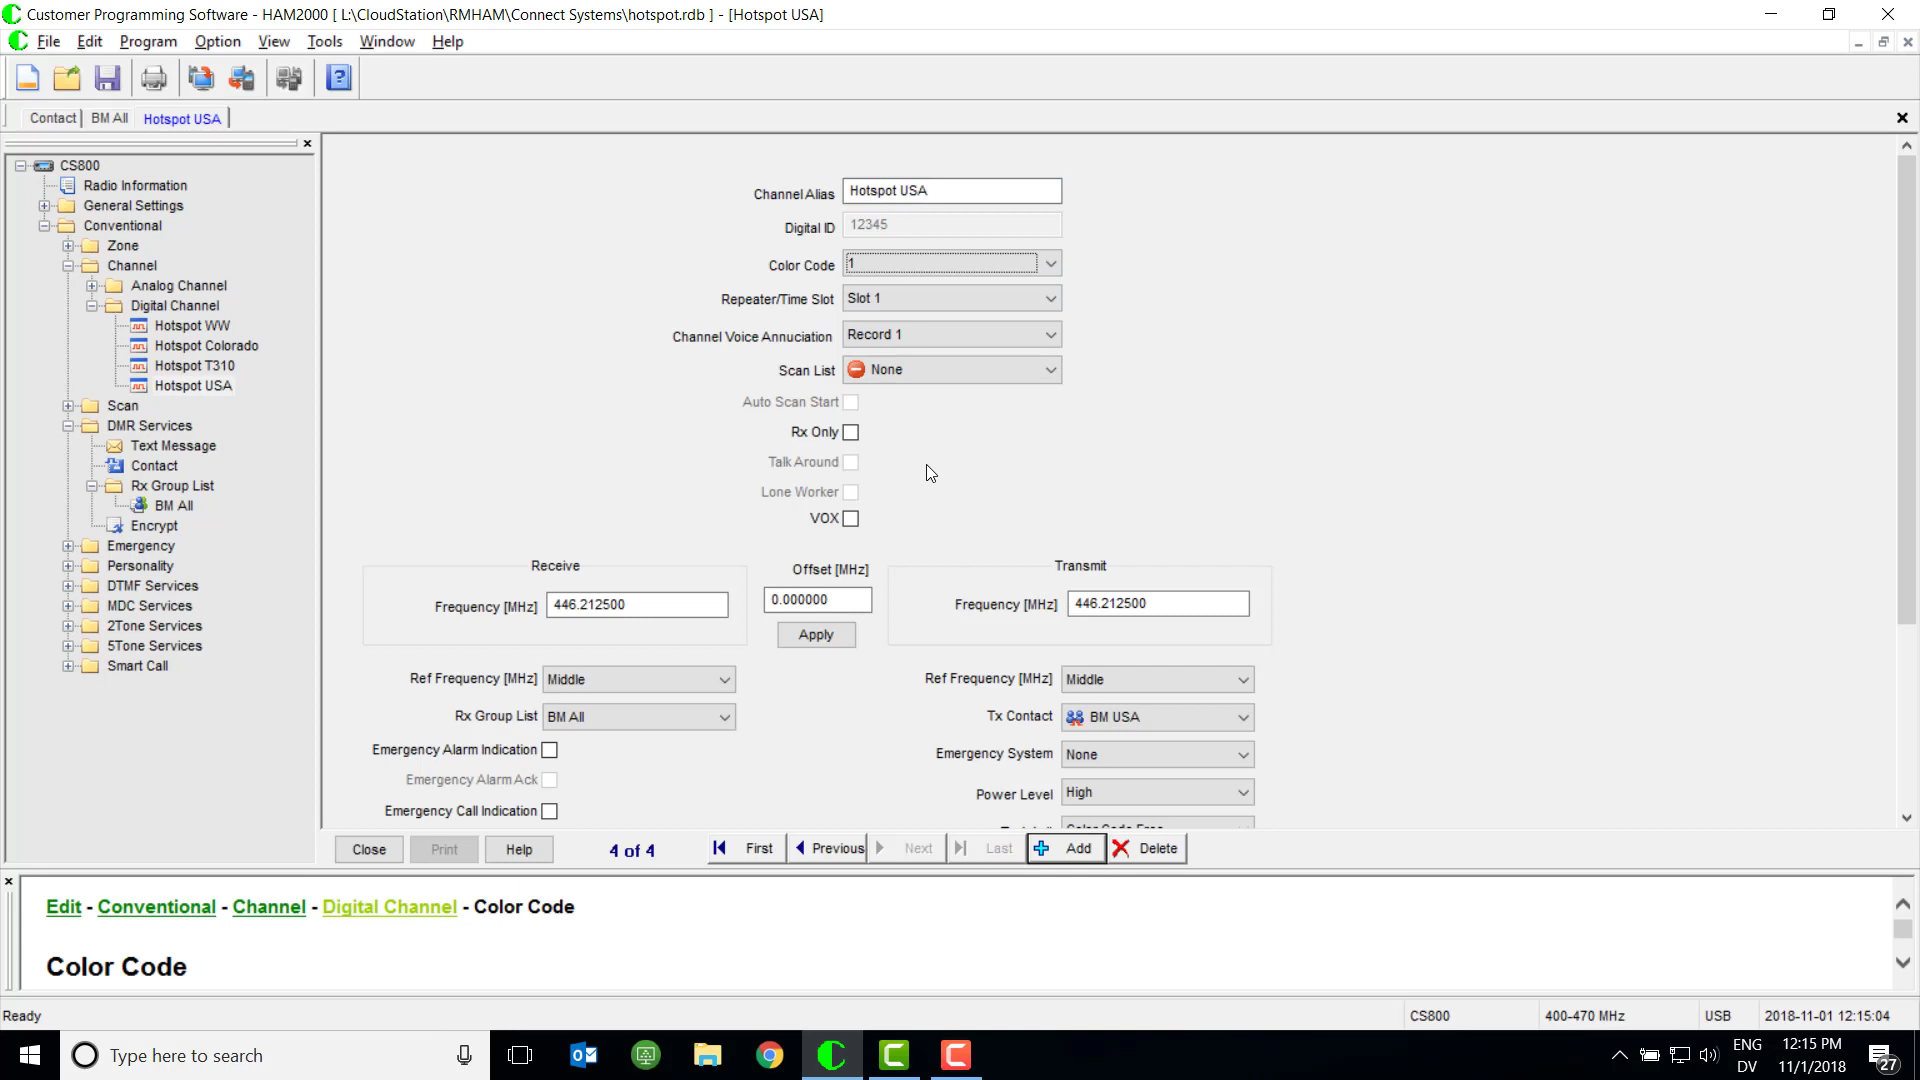 Customer Programming Software - HAM2000 [ L:\CloudStation\RMHAM\Connect Systems\hotspot.rdb ] - [Hotspot USA]
File Edit Program Option View Tools Window Help
Contact BM All Hotspot USA
CS800
Radio Information
General Settings
Conventional
Zone
Channel
Analog Channel
Digital Channel
Hotspot WW
Hotspot Colorado
Hotspot T310
Hotspot USA
Scan
DMR Services
Text Message
Contact
Rx Group List
BM All
Encrypt
Emergency
Personality
DTMF Services
MDC Services
2Tone Services
5Tone Services
Smart Call
Channel Alias Hotspot USA
Digital ID 12345
Color Code 1
Repeater/Time Slot Slot 1
Channel Voice Annuciation Record 1
Scan List None
Auto Scan Start
Rx Only
Talk Around
Lone Worker
VOX
Receive
Frequency [MHz] 446.212500
Offset [MHz]
0.000000
Apply
Transmit
Frequency [MHz] 446.212500
Ref Frequency [MHz] Middle
Rx Group List BM All
Emergency Alarm Indication
Emergency Alarm Ack
Emergency Call Indication
Ref Frequency [MHz] Middle
Tx Contact BM USA
Emergency System None
Power Level High
Close Print Help 4 of 4 First Previous Next Last Add Delete
Edit - Conventional - Channel - Digital Channel - Color Code
Color Code
Ready CS800 400-470 MHz USB 2018-11-01 12:15:04
Type here to search
ENG
DV
12:15 PM
11/1/2018
27